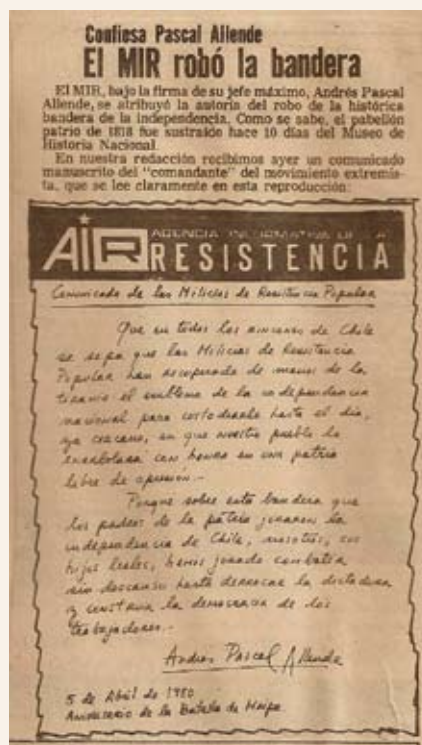 Confiesa Pascal Allende
El MIR robó la bandera
El MIR, bajo la firma de su jefe máximo, Andrés Pascal
Allende, se atribuyó la autoría del robo de la histórica
bandera de la independencia. Como se sabe, el pabellón
patrio de 1818 fue sustraído hace 10 días del Museo de
Historia Nacional.
En nuestra redacción recibimos ayer un comunicado
manuscrito del "comandante" del movimiento extremis-
ta, que se lee claramente en esta reproducción:
AiR AGENCIA INFORMATIVA DE LA
RESISTENCIA
Comunicado de las Milicias de Resistencia Popular
Que en todos los rincones de Chile
se sepa que las Milicias de Resistencia
Popular han recuperado de manos de la
tiranía el emblema de la independencia
nacional para custodiarla hasta el día,
ya cercano, en que nuestro pueblo la
enarbolará con honor en una patria
libre de opresión.-
Porque sobre esta bandera que
los padres de la patria juraron la
independencia de Chile, nosotros, sus
hijos leales, hemos jurado combatir
sin descanso hasta derrocar la dictadura
y construir la democracia de los
trabajadores.-
Andrés Pascal Allende
5 de Abril de 1980
Aniversario de la Batalla de Maipú